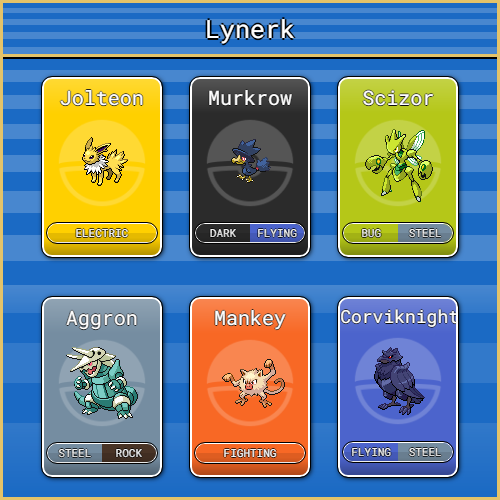 Lynerk
Jolteon
ELECTRIC
Murkrow
DARK FLYING
Scizor
BUG STEEL
Aggron
STEEL ROCK
Mankey
FIGHTING
Corviknight
FLYING STEEL